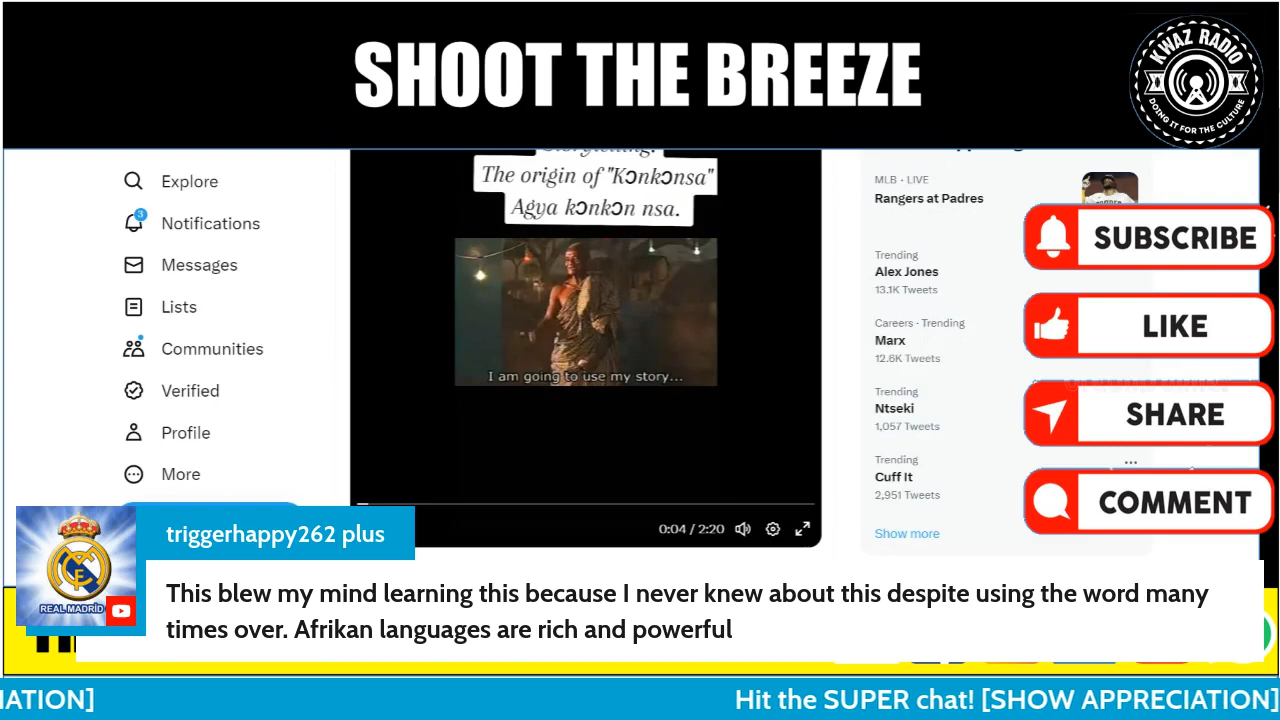 SHOOT THE BREEZE
KWAZ RADIO
DOING IT FOR THE CULTURE
Explore
3
Notifications
Messages
Lists
Communities
Verified
Profile
More
The origin of "Kɔnkɔnsa"
Agya kɔnkɔn nsa.
I am going to use my story...
0:04 / 2:20
MLB · LIVE
Rangers at Padres
Trending
Alex Jones
13.1K Tweets
Careers · Trending
Marx
12.6K Tweets
Trending
Ntseki
1,057 Tweets
Trending
Cuff It
2,951 Tweets
Show more
SUBSCRIBE
LIKE
SHARE
COMMENT
REAL MADRID
triggerhappy262 plus
This blew my mind learning this because I never knew about this despite using the word many
times over. Afrikan languages are rich and powerful
IATION] Hit the SUPER chat! [SHOW APPRECIATION]